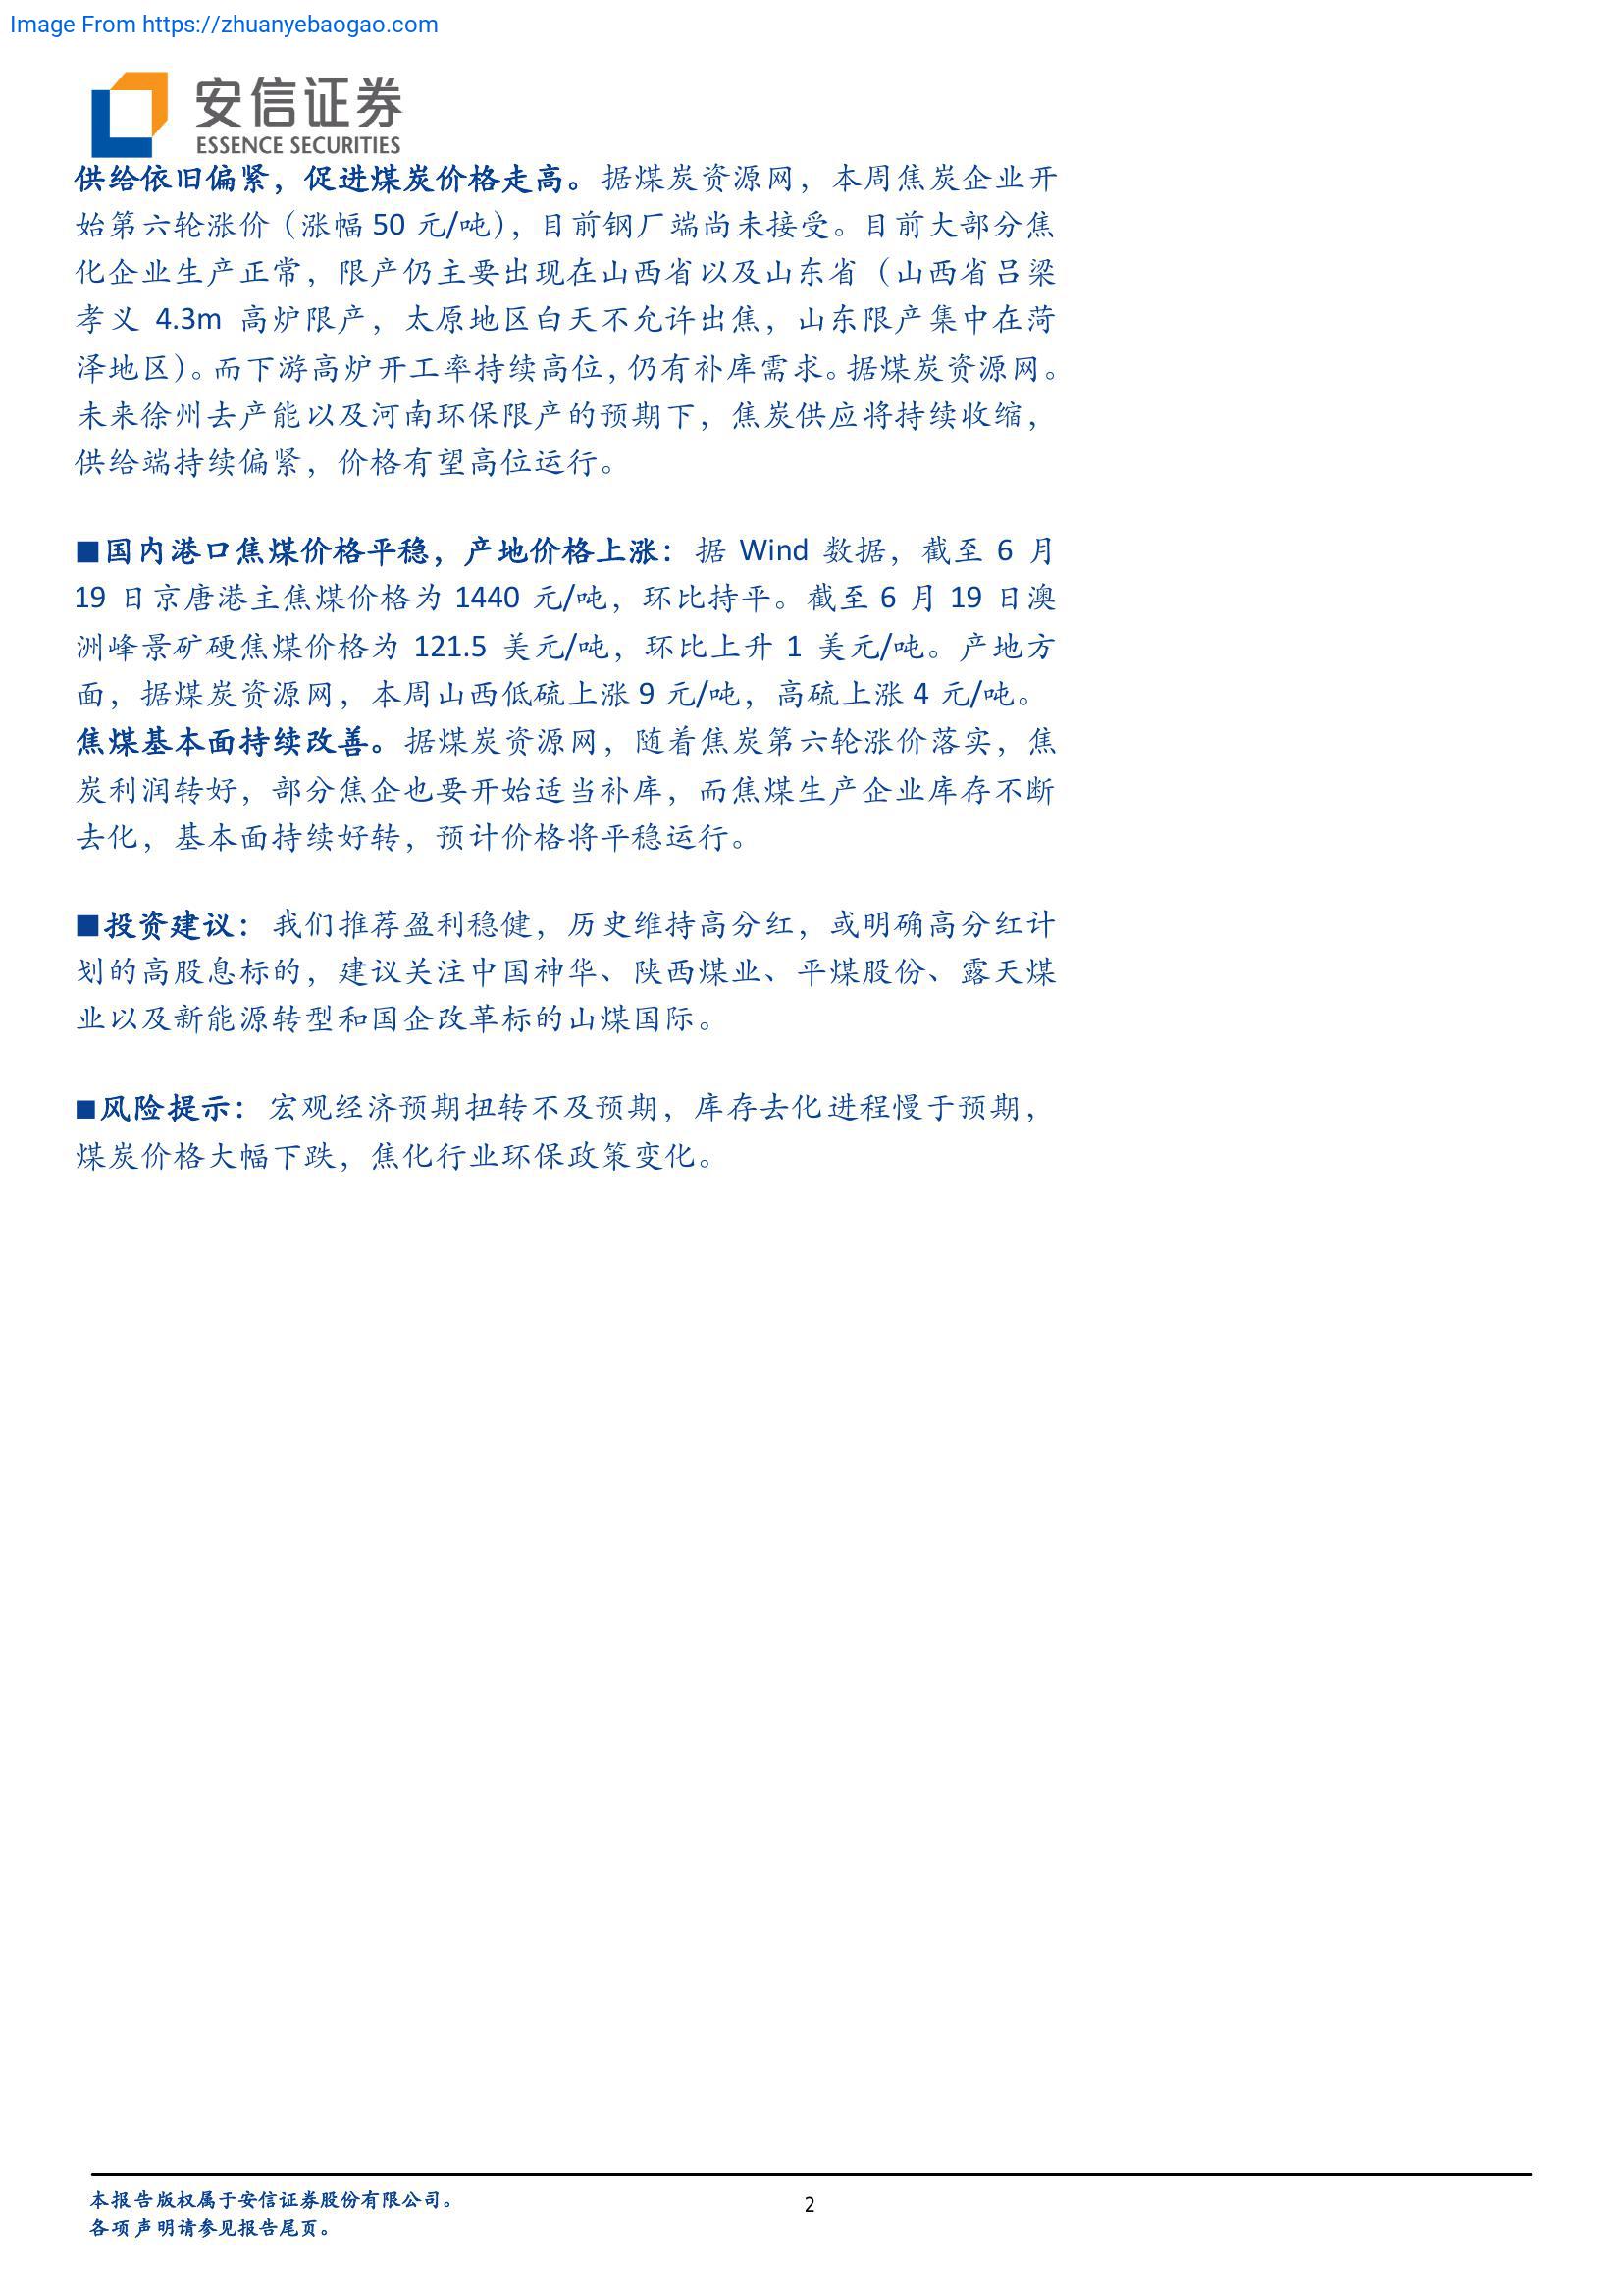 Image From https://zhuanyebaogao.com
安信证券
ESSENCE SECURITIES
供给依旧偏紧，促进煤炭价格走高。据煤炭资源网，本周焦炭企业开
始第六轮涨价（涨幅 50 元/吨），目前钢厂端尚未接受。目前大部分焦
化企业生产正常，限产仍主要出现在山西省以及山东省（山西省吕梁
孝义 4.3m 高炉限产，太原地区白天不允许出焦，山东限产集中在菏
泽地区）。而下游高炉开工率持续高位，仍有补库需求。据煤炭资源网。
未来徐州去产能以及河南环保限产的预期下，焦炭供应将持续收缩，
供给端持续偏紧，价格有望高位运行。
■国内港口焦煤价格平稳，产地价格上涨：据 Wind 数据，截至 6 月
19 日京唐港主焦煤价格为 1440 元/吨，环比持平。截至 6 月 19 日澳
洲峰景矿硬焦煤价格为 121.5 美元/吨，环比上升 1 美元/吨。产地方
面，据煤炭资源网，本周山西低硫上涨 9 元/吨，高硫上涨 4 元/吨。
焦煤基本面持续改善。据煤炭资源网，随着焦炭第六轮涨价落实，焦
炭利润转好，部分焦企也要开始适当补库，而焦煤生产企业库存不断
去化，基本面持续好转，预计价格将平稳运行。
■投资建议：我们推荐盈利稳健，历史维持高分红，或明确高分红计
划的高股息标的，建议关注中国神华、陕西煤业、平煤股份、露天煤
业以及新能源转型和国企改革标的山煤国际。
■风险提示：宏观经济预期扭转不及预期，库存去化进程慢于预期，
煤炭价格大幅下跌，焦化行业环保政策变化。
本报告版权属于安信证券股份有限公司。
2
各项声明请参见报告尾页。